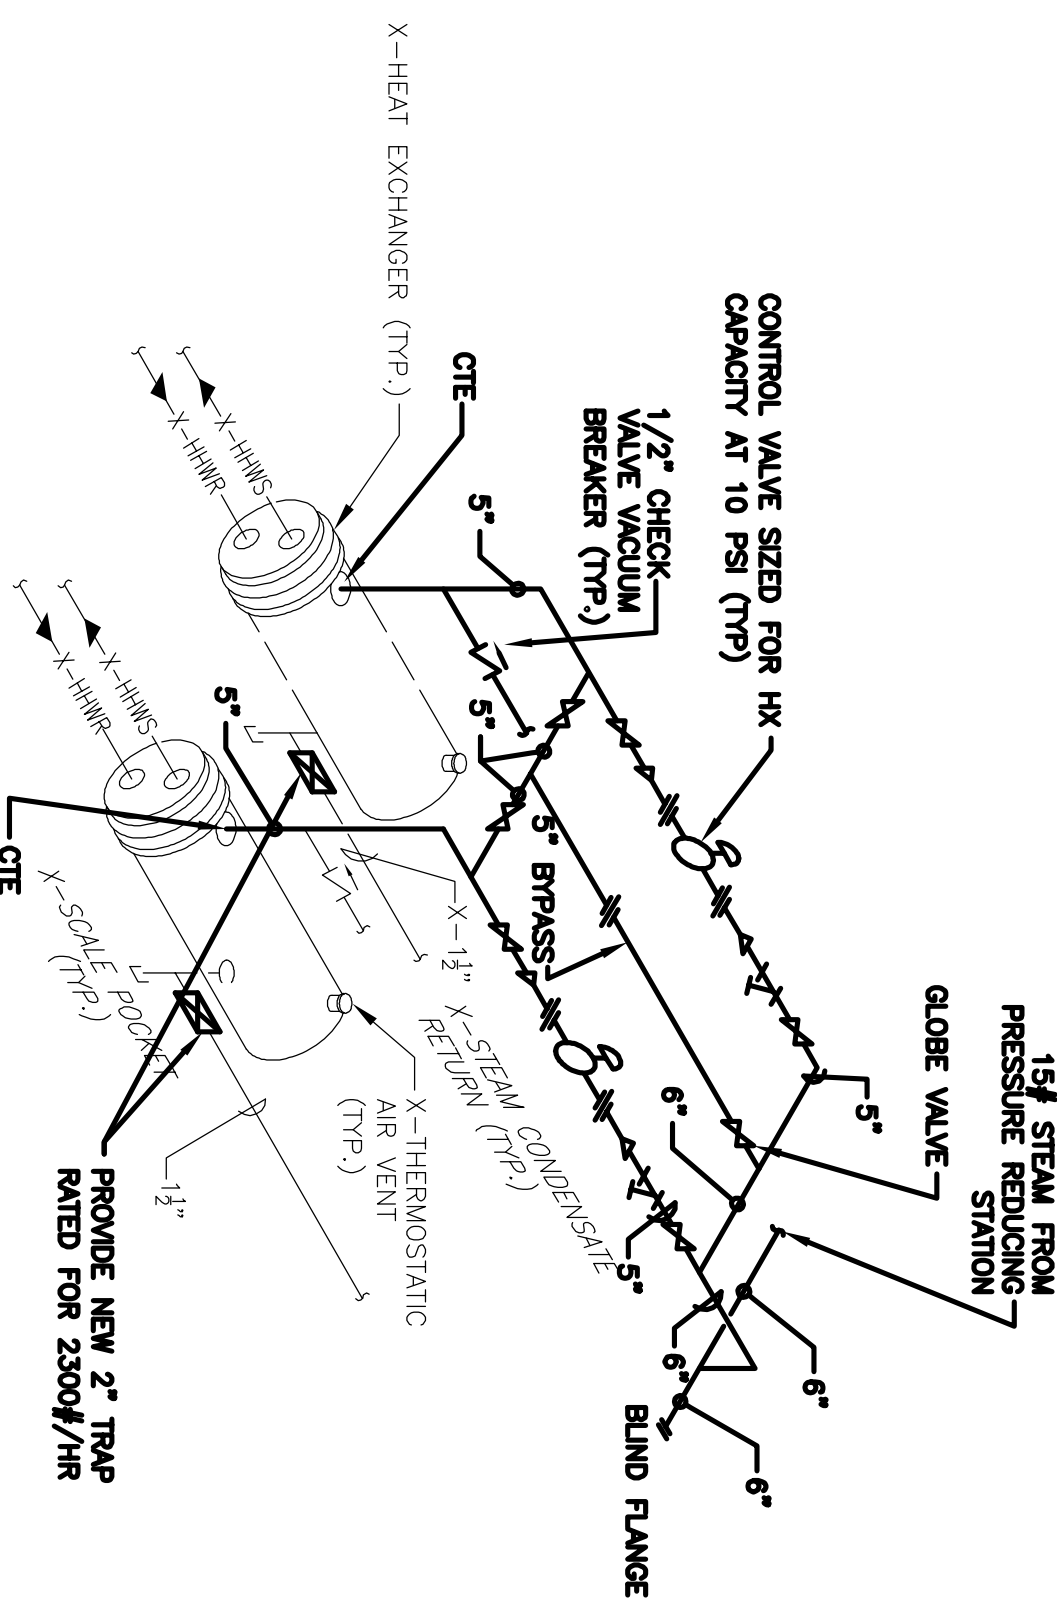 15# STEAM FROM
PRESSURE REDUCING
STATION
GLOBE VALVE
CONTROL VALVE SIZED FOR HX
CAPACITY AT 10 PSI (TYP)
1/2" CHECK
VALVE VACUUM
BREAKER (TYP.)
5"
6"
6"
6"
6"
BLIND FLANGE
5"
5"
5"
5" BYPASS
CTE
X-HEAT EXCHANGER (TYP.)
X-HHWS
X-HHWR
X-HHWS
X-HHWR
5"
X-1½"
X-STEAM CONDENSATE
RETURN (TYP.)
X-THERMOSTATIC
AIR VENT
(TYP.)
1½"
X-SCALE POCKET
(TYP.)
CTE
PROVIDE NEW 2" TRAP
RATED FOR 2300#/HR